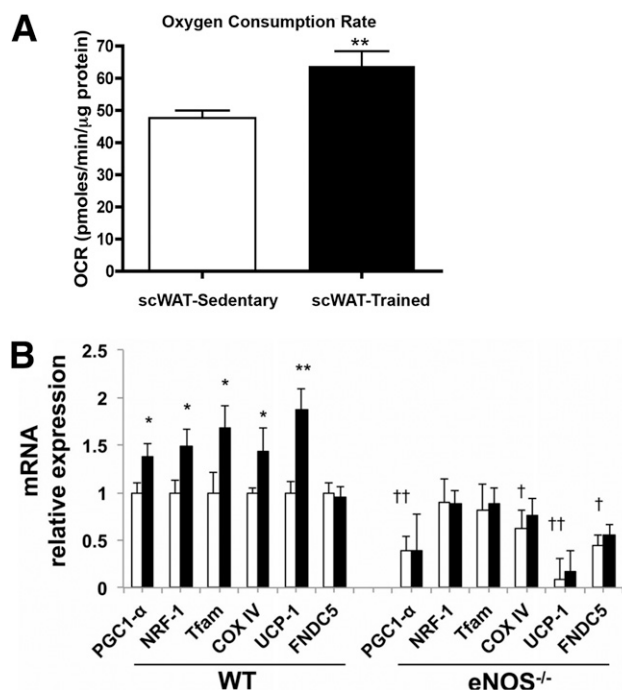 A
Oxygen Consumption Rate
**
OCR (pmoles/min/µg protein)
70
60
50
40
30
20
10
0
scWAT-Sedentary
scWAT-Trained
B
mRNA
relative expression
2.5
2
1.5
1
0.5
0
* * * * **
†† † †† †
PGC1-α NRF-1 Tfam COX IV UCP-1 FNDC5 PGC1-α NRF-1 Tfam COX IV UCP-1 FNDC5
WT
eNOS-/-